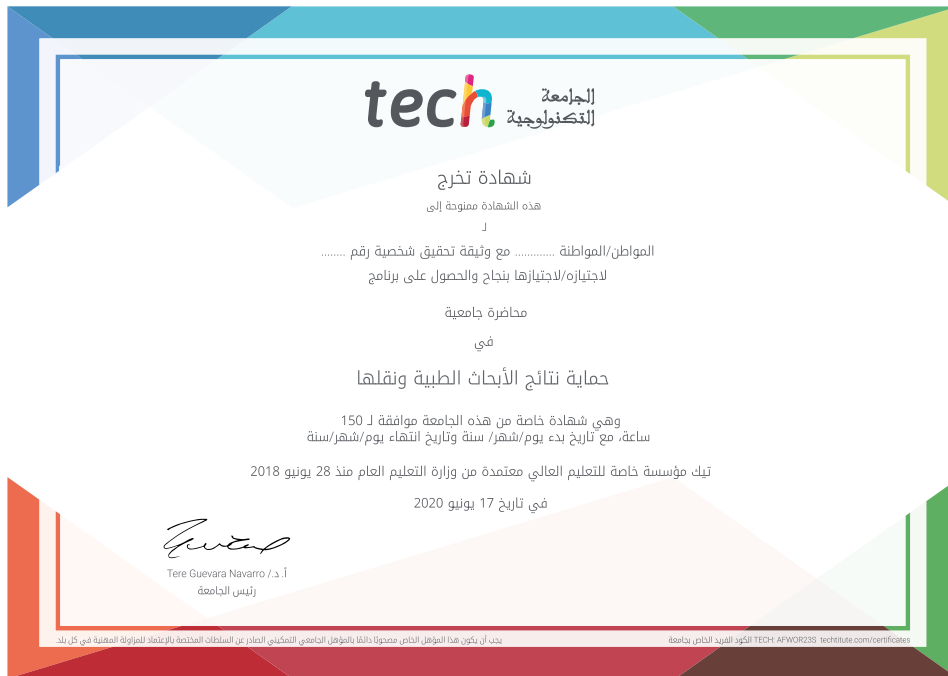 tech الجامعة
التكنولوجية
شهادة تخرج
هذه الشهادة ممنوحة إلى
لـ
المواطن/المواطنة ............ مع وثيقة تحقيق شخصية رقم ........
لاجتيازه/لاجتيازها بنجاح والحصول على برنامج
محاضرة جامعية
في
حماية نتائج الأبحاث الطبية ونقلها
وهي شهادة خاصة من هذه الجامعة موافقة لـ 150
ساعة، مع تاريخ بدء يوم/شهر/ سنة وتاريخ انتهاء يوم/شهر/سنة
تيك مؤسسة خاصة للتعليم العالي معتمدة من وزارة التعليم العام منذ 28 يونيو 2018
في تاريخ 17 يونيو 2020
أ. د./ Tere Guevara Navarro
رئيس الجامعة
يجب أن يكون هذا المؤهل الخاص مصحوبًا دائمًا بالمؤهل الجامعي التمكيني الصادر عن السلطات المختصة بالإعتماد للمزاولة المهنية في كل بلد.
الكود الفريد الخاص بجامعة TECH: AFWOR23S techtitute.com/certificates